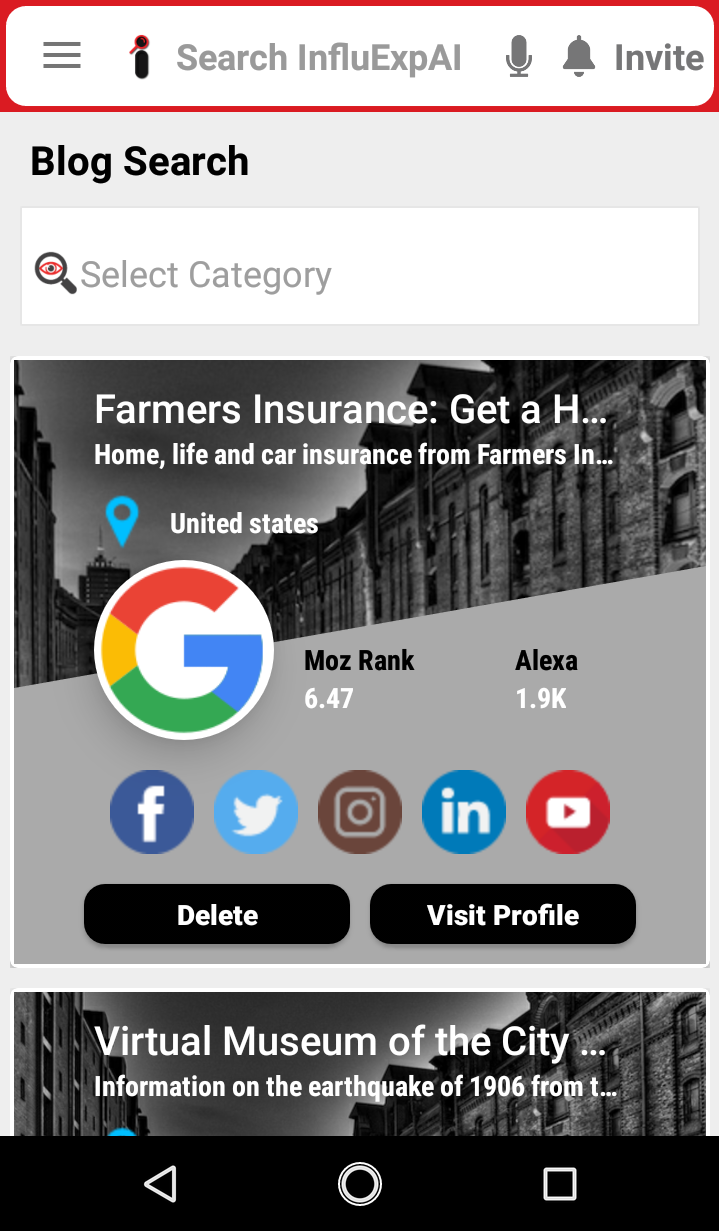 Search InfluExpAI
Invite
Blog Search
Select Category
Farmers Insurance: Get a H...
Home, life and car insurance from Farmers In...
United states
Moz Rank
Alexa
6.47
1.9K
Delete
Visit Profile
Virtual Museum of the City ...
Information on the earthquake of 1906 from t...